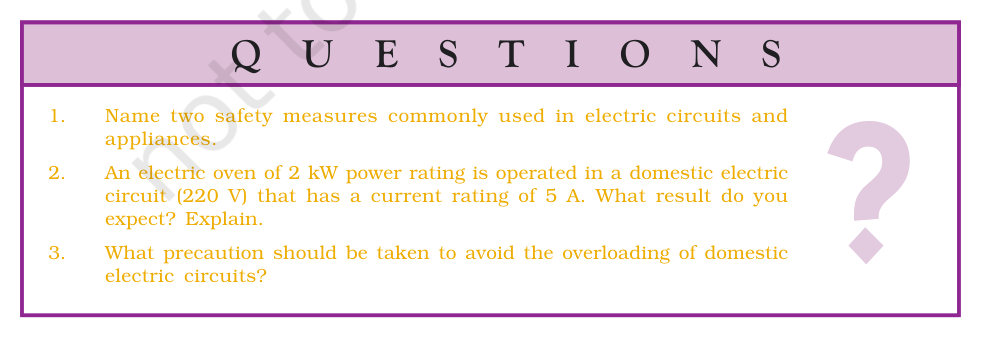 QUESTIONS
not to
1. Name two safety measures commonly used in electric circuits and
appliances.
2. An electric oven of 2 kW power rating is operated in a domestic electric
circuit (220 V) that has a current rating of 5 A. What result do you
expect? Explain.
3. What precaution should be taken to avoid the overloading of domestic
electric circuits?
?